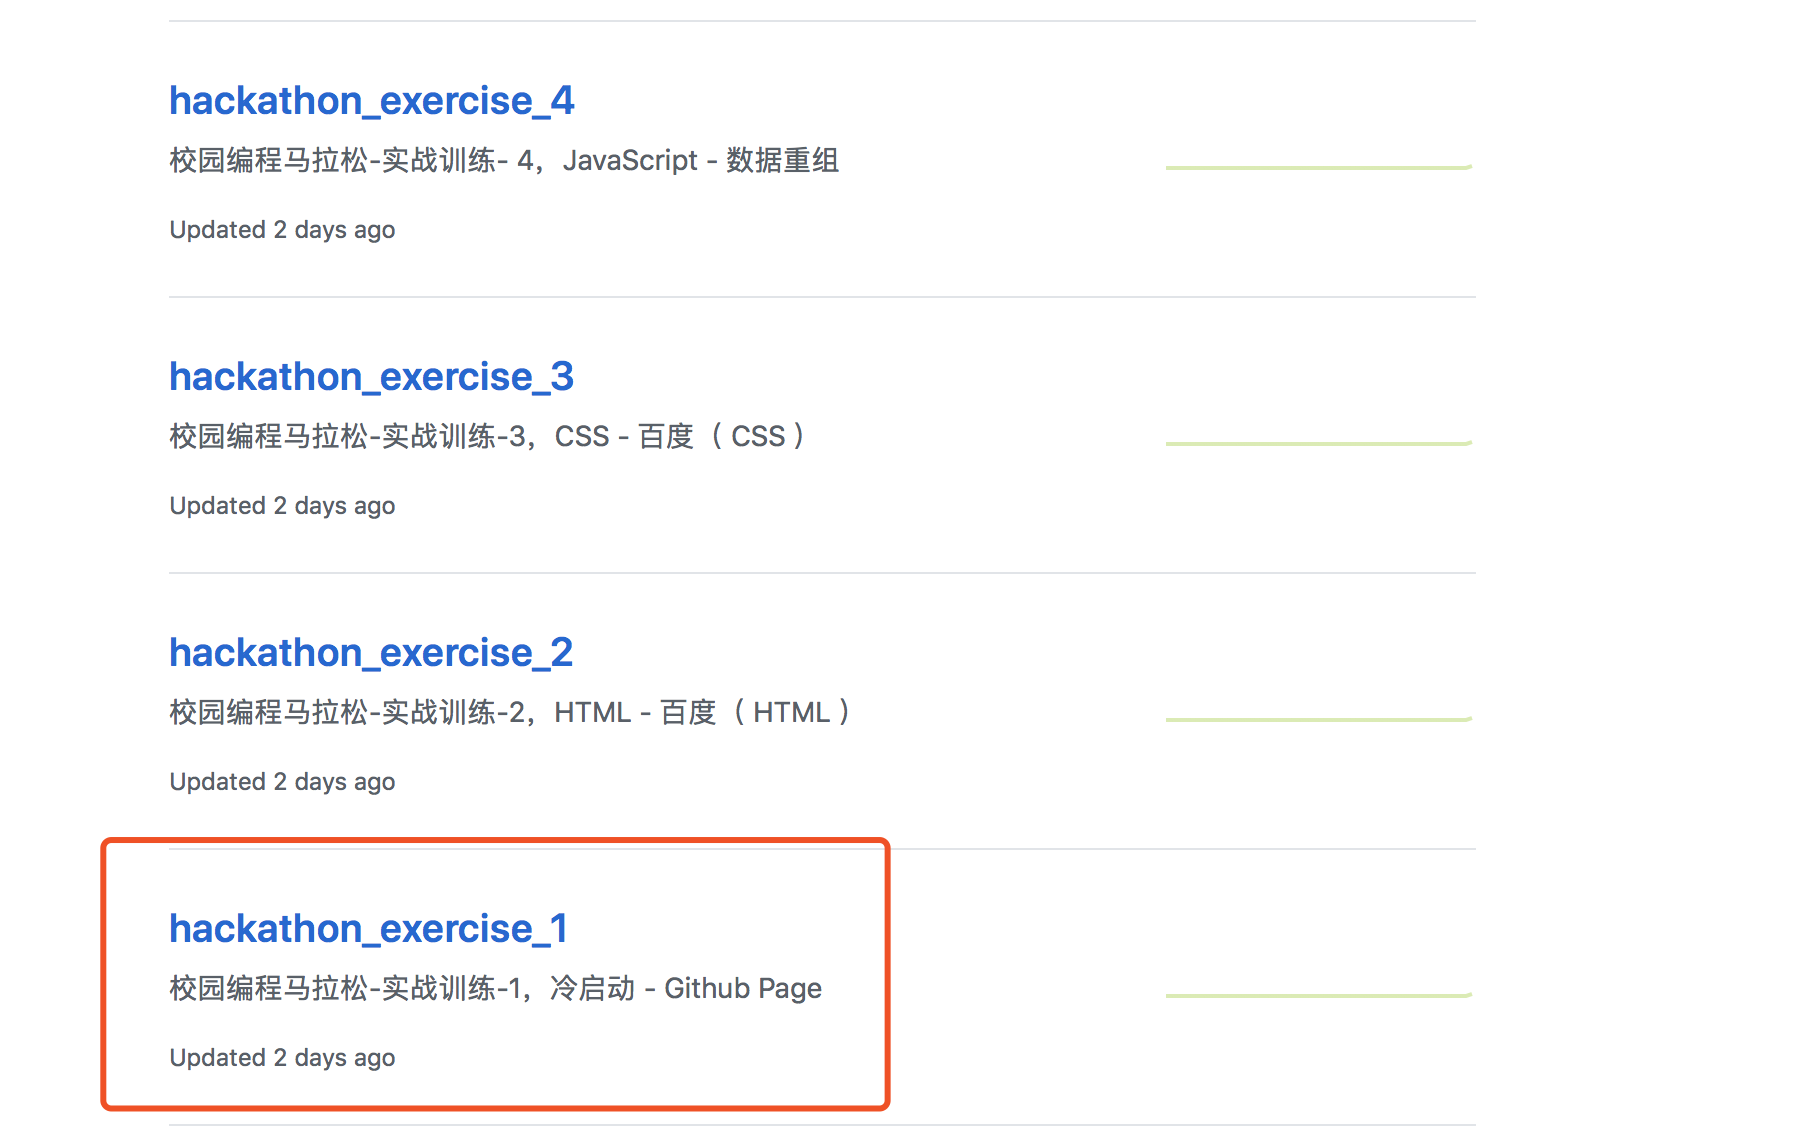 hackathon_exercise_4
校园编程马拉松-实战训练- 4，JavaScript - 数据重组
Updated 2 days ago
hackathon_exercise_3
校园编程马拉松-实战训练-3，CSS - 百度（ CSS ）
Updated 2 days ago
hackathon_exercise_2
校园编程马拉松-实战训练-2，HTML - 百度（ HTML ）
Updated 2 days ago
hackathon_exercise_1
校园编程马拉松-实战训练-1，冷启动 - Github Page
Updated 2 days ago